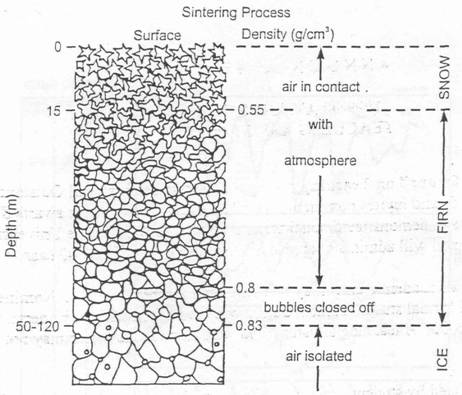 Sintering Process
Surface
Density (g/cm³)
0
air in contact
SNOW
15
0.55
with
atmosphere
Depth (m)
FIRN
0.8
bubbles closed off
50-120
0.83
air isolated
ICE